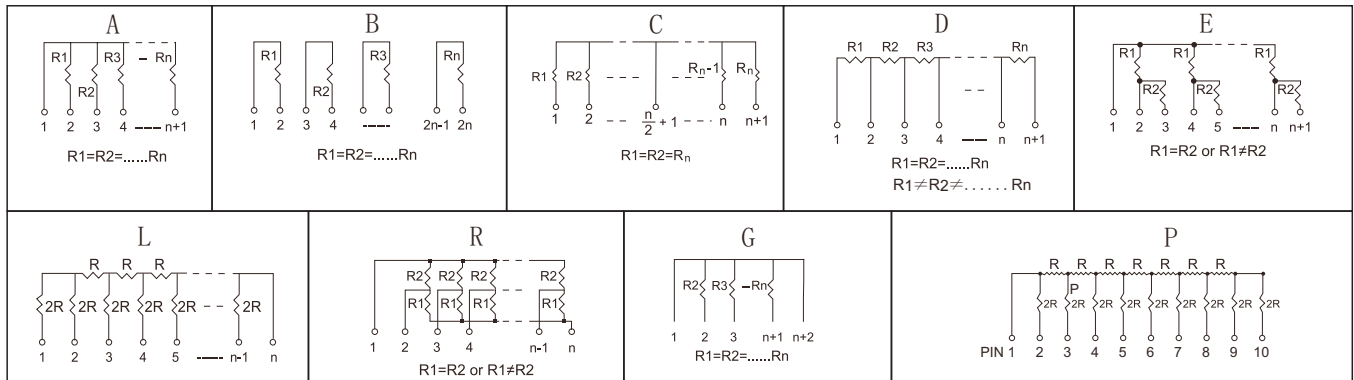 A
R1 R3 – Rn
R2
1 2 3 4 n+1
R1=R2=......Rn
B
R1 R3 Rn
R2
1 2 3 4 2n-1 2n
R1=R2=......Rn
C
R1 R2 Rn-1 Rn
1 2 n/2 +1 n n+1
R1=R2=Rn
D
R1 R2 R3 Rn
1 2 3 4 n n+1
R1=R2=......Rn
R1≠R2≠...... Rn
E
R1 R1 R1
R2 R2 R2
1 2 3 4 5 n n+1
R1=R2 or R1≠R2
L
R R R
2R 2R 2R 2R 2R 2R
1 2 3 4 5 n-1 n
R
R2 R2 R2 R2
R1 R1 R1 R1
1 2 3 4 n-1 n
R1=R2 or R1≠R2
G
R2 R3 –Rn
1 2 3 n+1 n+2
R1=R2=......Rn
P
R R R R R R R
P
2R 2R 2R 2R 2R 2R 2R 2R 2R
PIN 1 2 3 4 5 6 7 8 9 10